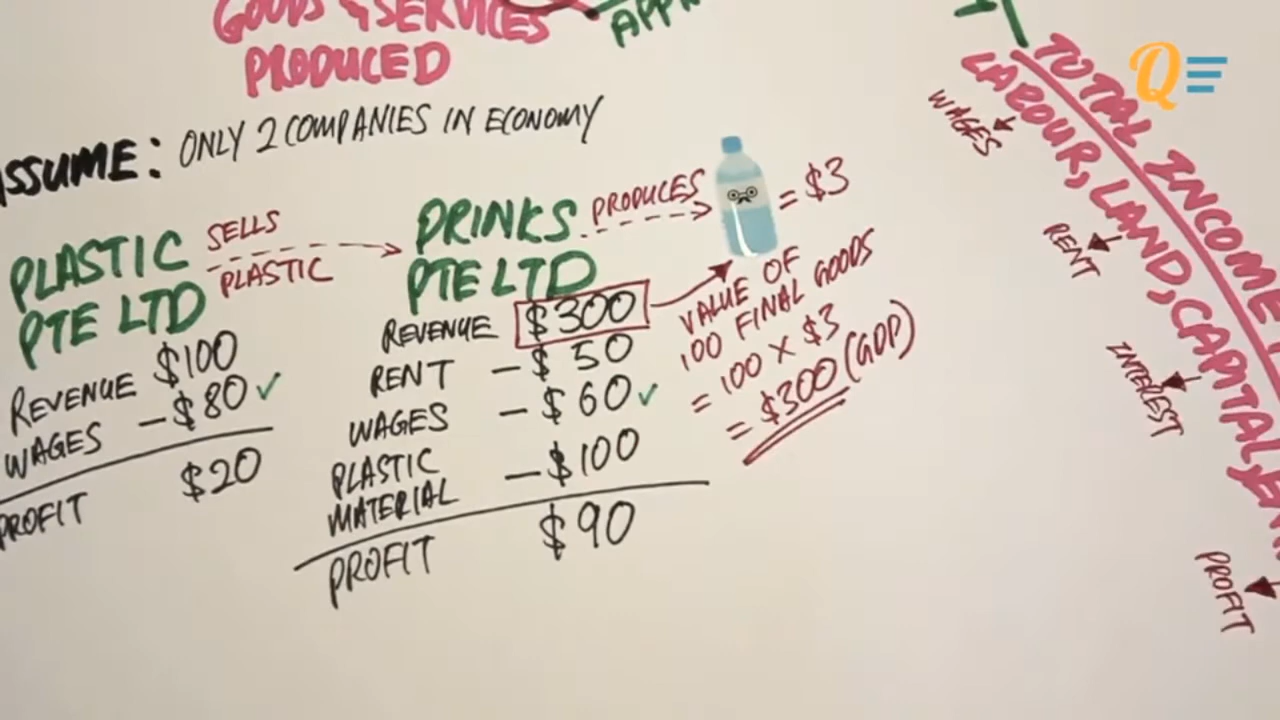 GOODS & SERVICES
PRODUCED
ASSUME: ONLY 2 COMPANIES IN ECONOMY
PLASTIC
PTE LTD
SELLS
PLASTIC
REVENUE $100
WAGES -$80 ✓
PROFIT $20
DRINKS
PTE LTD
PRODUCES
= $3
REVENUE $300
RENT -$50
WAGES -$60 ✓
PLASTIC
MATERIAL -$100
PROFIT $90
VALUE OF
100 FINAL GOODS
= 100 X $3
= $300 (GDP)
TOTAL INCOME
LABOUR, LAND, CAPITAL,
WAGES
RENT
INTEREST
PROFIT
Q